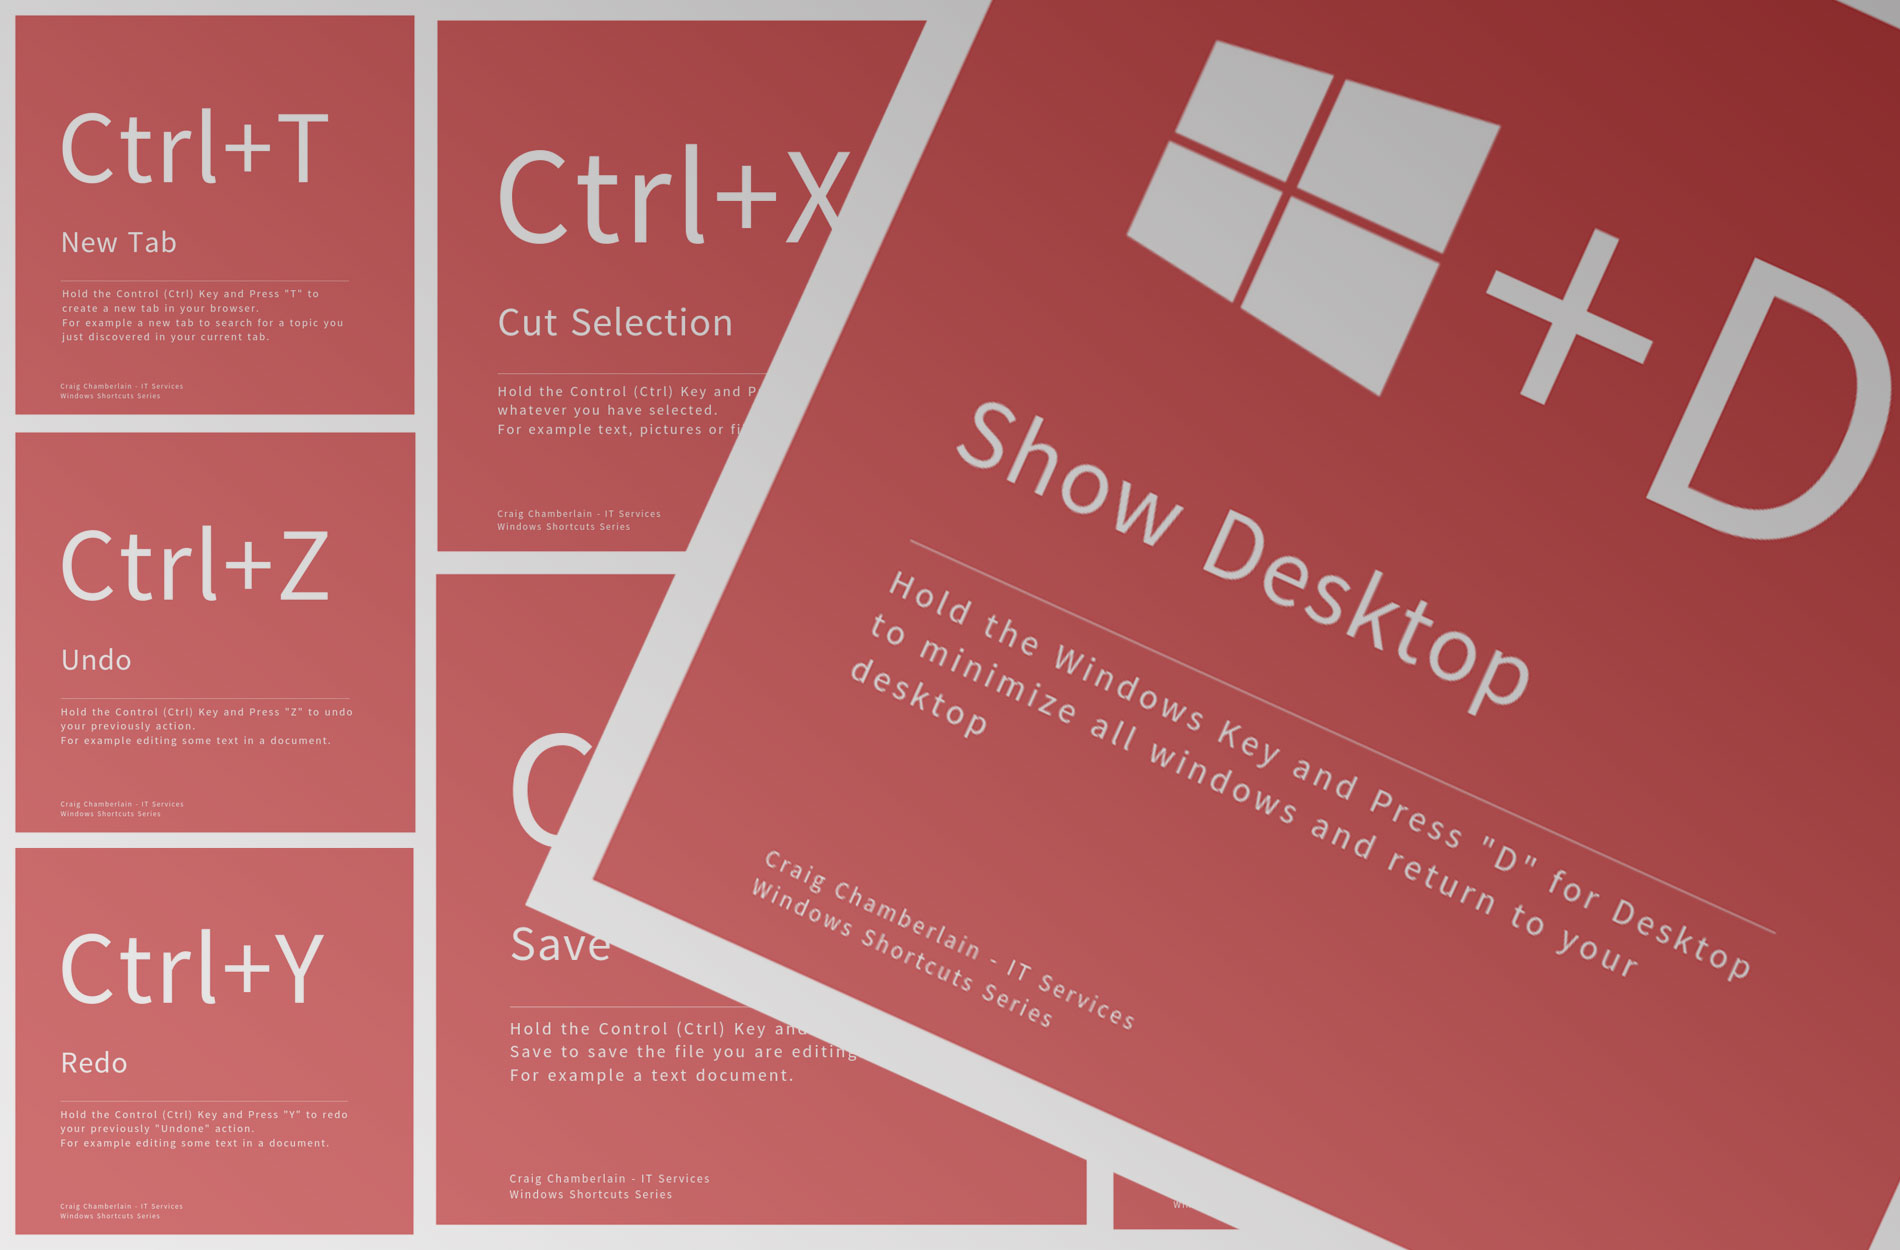 Ctrl+T
New Tab
Hold the Control (Ctrl) Key and Press "T" to
create a new tab in your browser.
For example a new tab to search for a topic you
just discovered in your current tab.
Craig Chamberlain - IT Services
Windows Shortcuts Series
Ctrl+Z
Undo
Hold the Control (Ctrl) Key and Press "Z" to undo
your previously action.
For example editing some text in a document.
Craig Chamberlain - IT Services
Windows Shortcuts Series
Ctrl+Y
Redo
Hold the Control (Ctrl) Key and Press "Y" to redo
your previously "Undone" action.
For example editing some text in a document.
Craig Chamberlain - IT Services
Windows Shortcuts Series
Ctrl+X
Cut Selection
Hold the Control (Ctrl) Key and
whatever you have selected.
For example text, pictures or
Craig Chamberlain - IT Services
Windows Shortcuts Series
C
Save
Hold the Control (Ctrl) Key and
Save to save the file you are editing
For example a text document.
Craig Chamberlain - IT Services
Windows Shortcuts Series
+D
Show Desktop
Hold the Windows Key and Press "D" for Desktop
to minimize all windows and return to your
desktop
Craig Chamberlain - IT Services
Windows Shortcuts Series